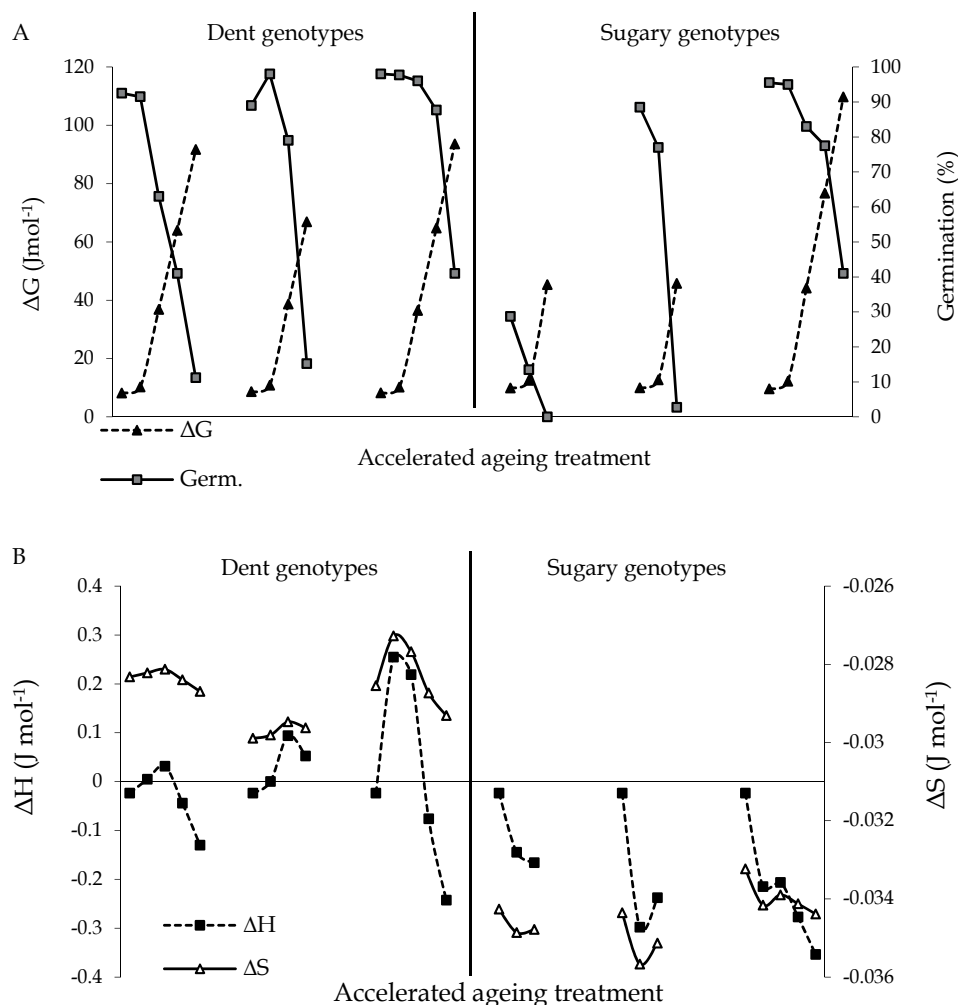 A
Dent genotypes
Sugary genotypes
120
100
80
60
40
20
0
ΔG (Jmol-1)
100
90
80
70
60
50
40
30
20
10
0
Germination (%)
ΔG
Germ.
Accelerated ageing treatment
B
Dent genotypes
Sugary genotypes
0.4
0.3
0.2
0.1
0
-0.1
-0.2
-0.3
-0.4
ΔH (J mol-1)
-0.026
-0.028
-0.03
-0.032
-0.034
-0.036
ΔS (J mol-1)
ΔH
ΔS
Accelerated ageing treatment